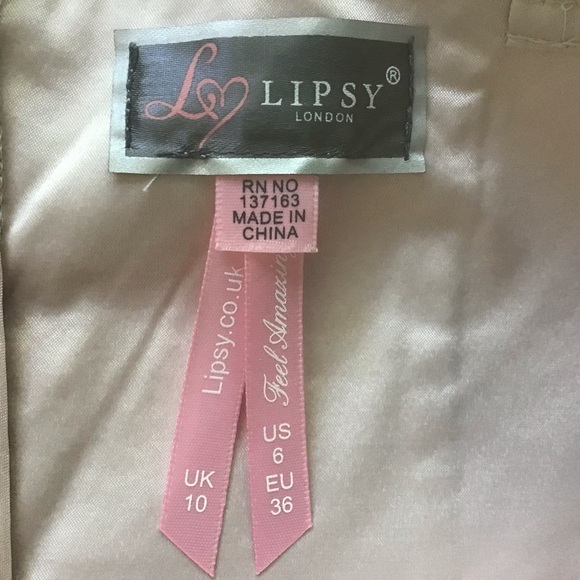 L LIPSY®
LONDON
RN NO
137163
MADE IN
CHINA
Lipsy.co.uk
UK
10
Feel Amazing
US
6
EU
36